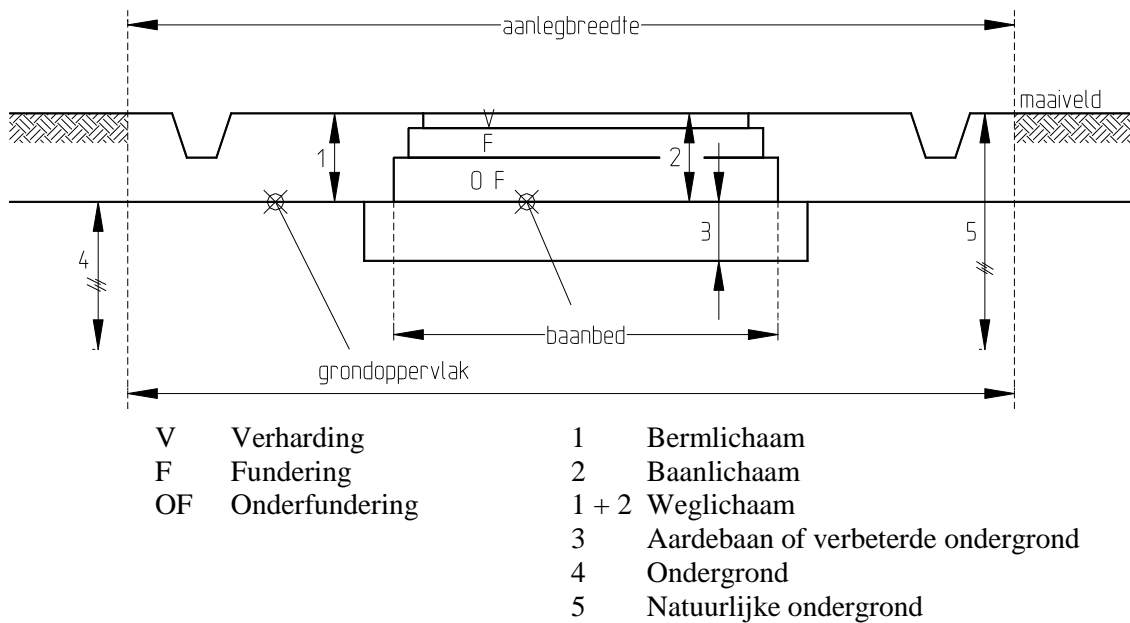 aanlegbreedte
maaiveld
V
F
1
2
O F
3
4
5
baanbed
grondoppervlak
V Verharding
F Fundering
OF Onderfundering
1 Bermlichaam
2 Baanlichaam
1 + 2 Weglichaam
3 Aardebaan of verbeterde ondergrond
4 Ondergrond
5 Natuurlijke ondergrond